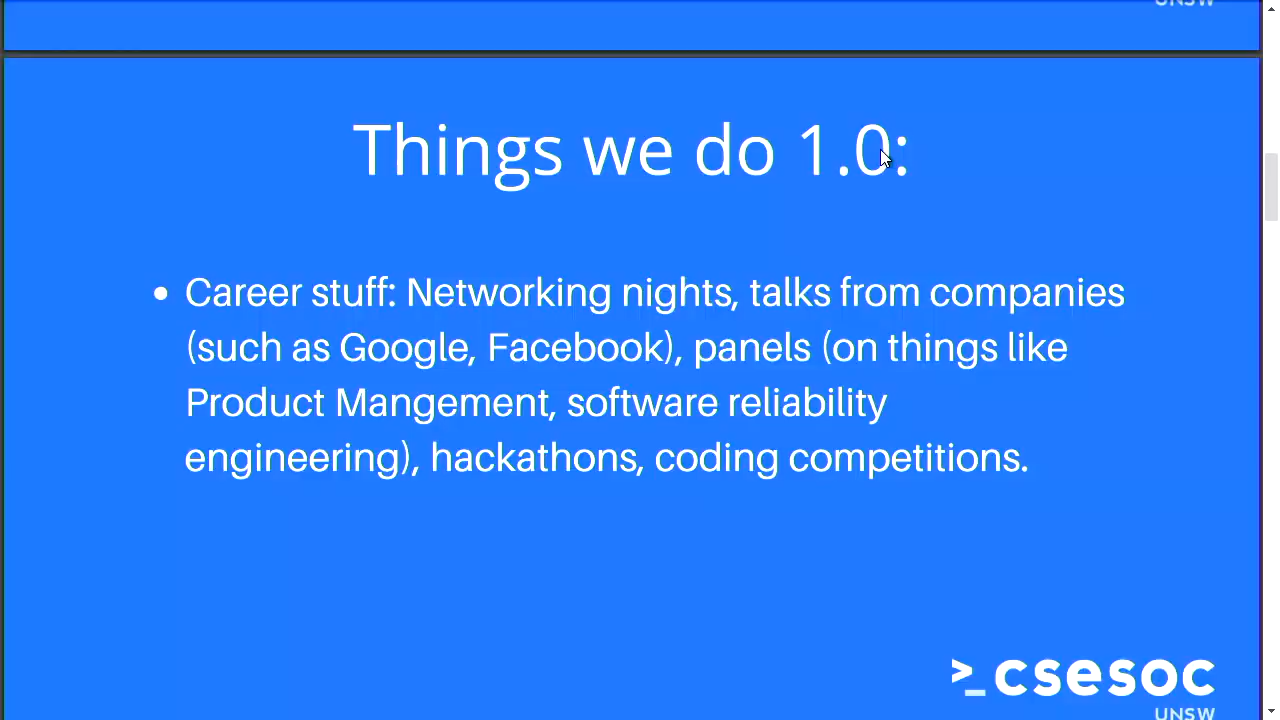 UNSW
Things we do 1.0:
• Career stuff: Networking nights, talks from companies
(such as Google, Facebook), panels (on things like
Product Mangement, software reliability
engineering), hackathons, coding competitions.
>_csesoc
UNSW